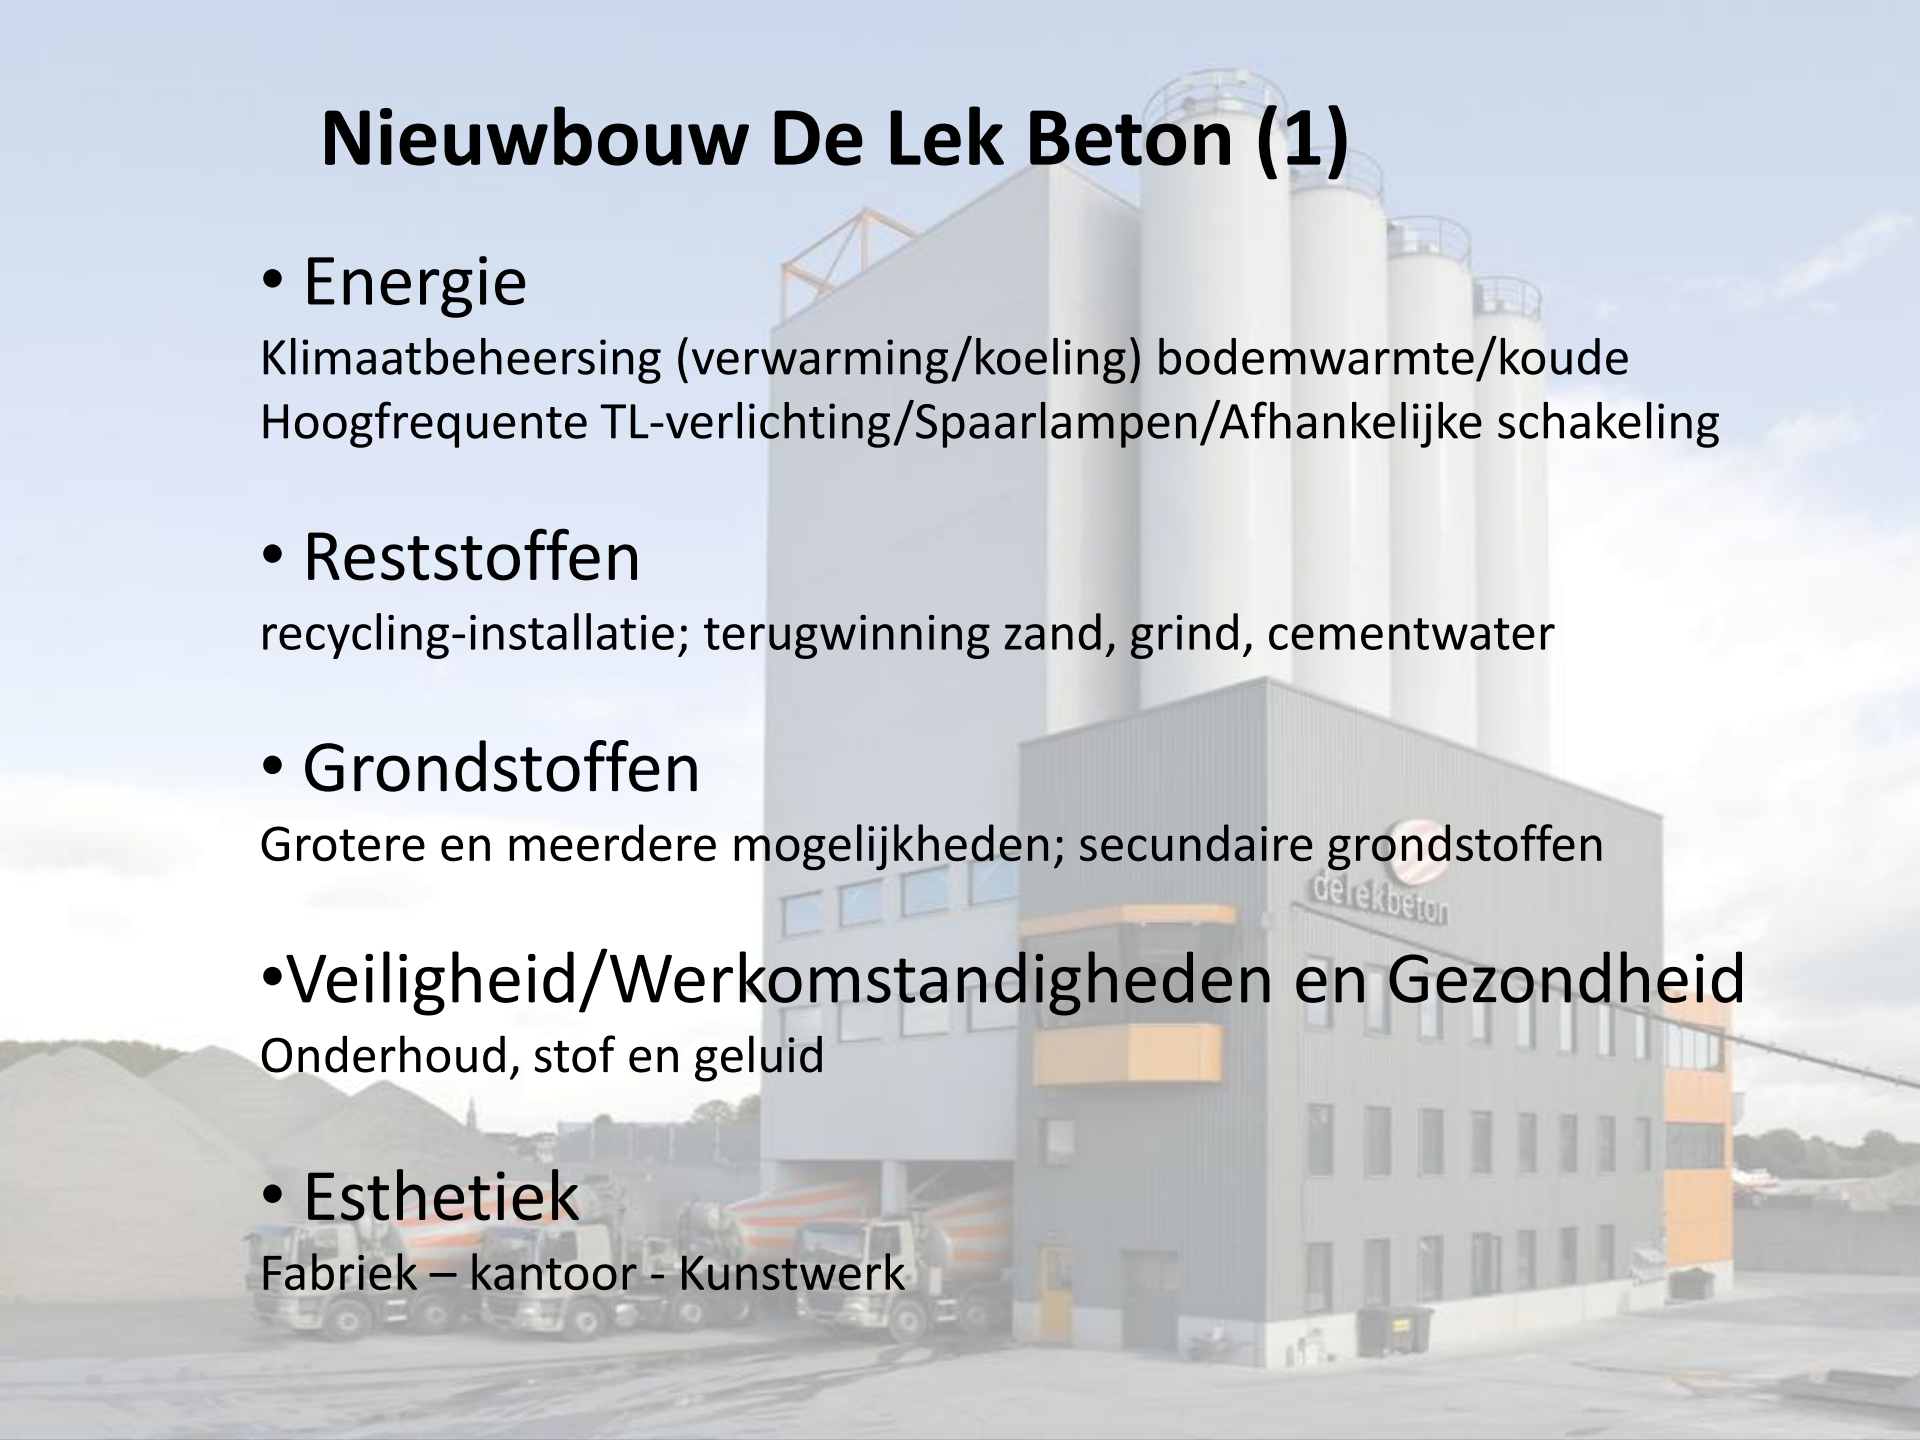 Nieuwbouw De Lek Beton (1)
• Energie
Klimaatbeheersing (verwarming/koeling) bodemwarmte/koude
Hoogfrequente TL-verlichting/Spaarlampen/Afhankelijke schakeling
• Reststoffen
recycling-installatie; terugwinning zand, grind, cementwater
• Grondstoffen
Grotere en meerdere mogelijkheden; secundaire grondstoffen
delekbeton
•Veiligheid/Werkomstandigheden en Gezondheid
Onderhoud, stof en geluid
• Esthetiek
Fabriek – kantoor - Kunstwerk